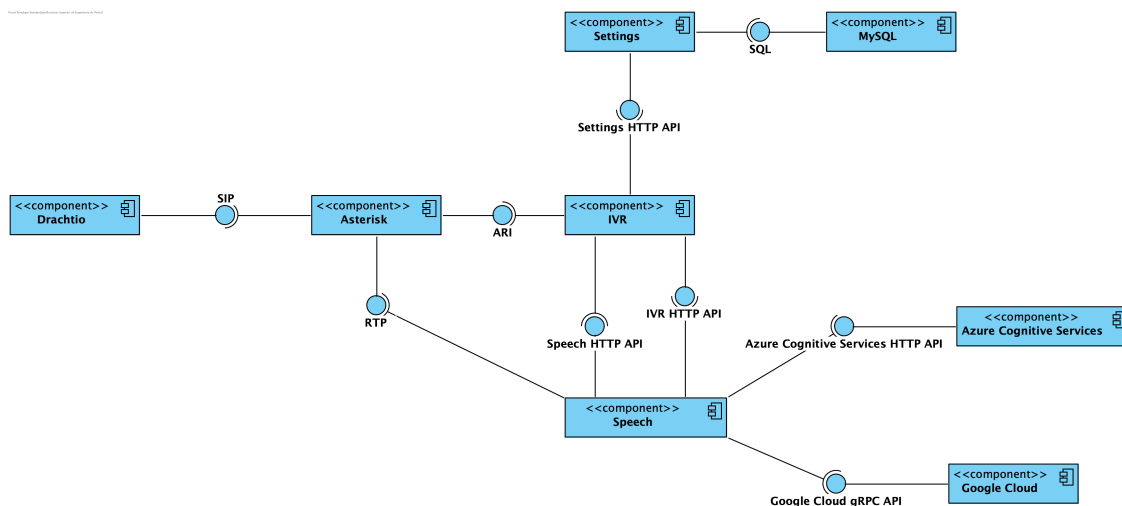 <<component>>
Settings
<<component>>
MySQL
SQL
Settings HTTP API
<<component>>
Drachtio
SIP
<<component>>
Asterisk
ARI
<<component>>
IVR
RTP
Speech HTTP API
IVR HTTP API
Azure Cognitive Services HTTP API
<<component>>
Azure Cognitive Services
<<component>>
Speech
Google Cloud gRPC API
<<component>>
Google Cloud